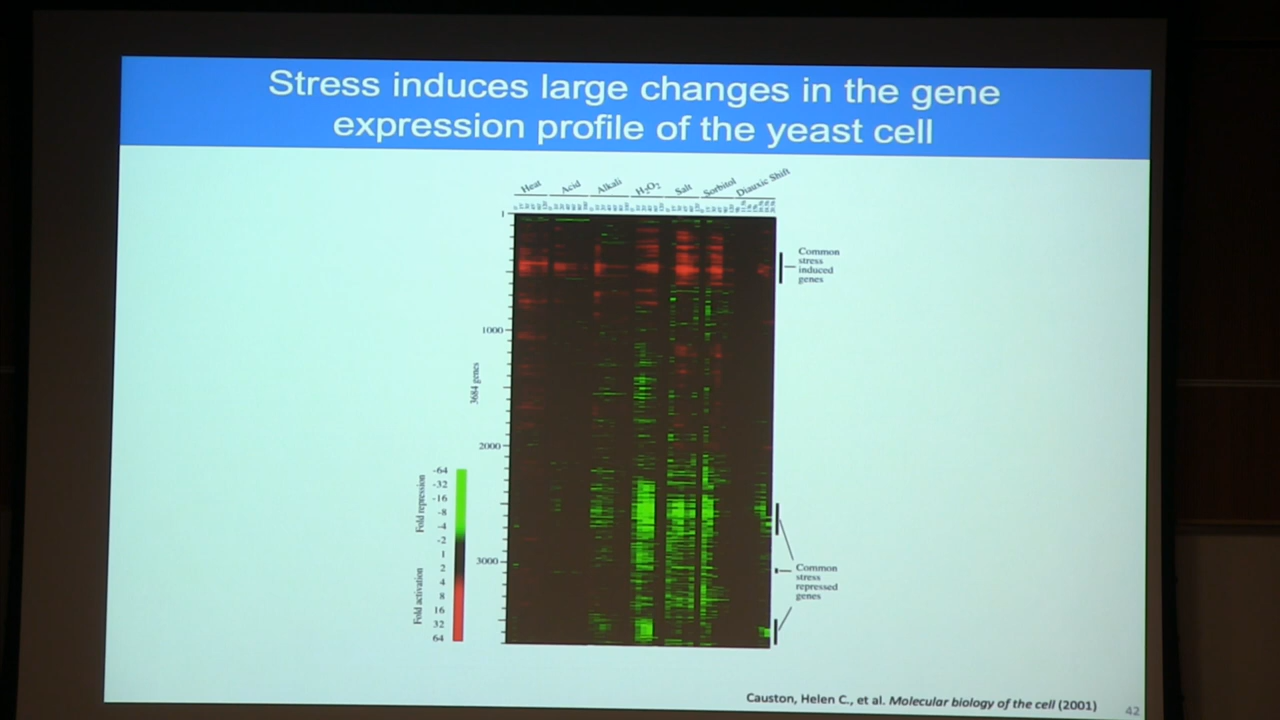 Stress induces large changes in the gene
expression profile of the yeast cell
Heat Acid Alkali H₂O₂ Salt Sorbitol Diauxic Shift
1
1000
2000
3000
3684 genes
Common
stress
induced
genes
Common
stress
repressed
genes
Fold repression
Fold activation
-64
-32
-16
-8
-4
-2
1
2
4
8
16
32
64
Causton, Helen C., et al. Molecular biology of the cell (2001)
42